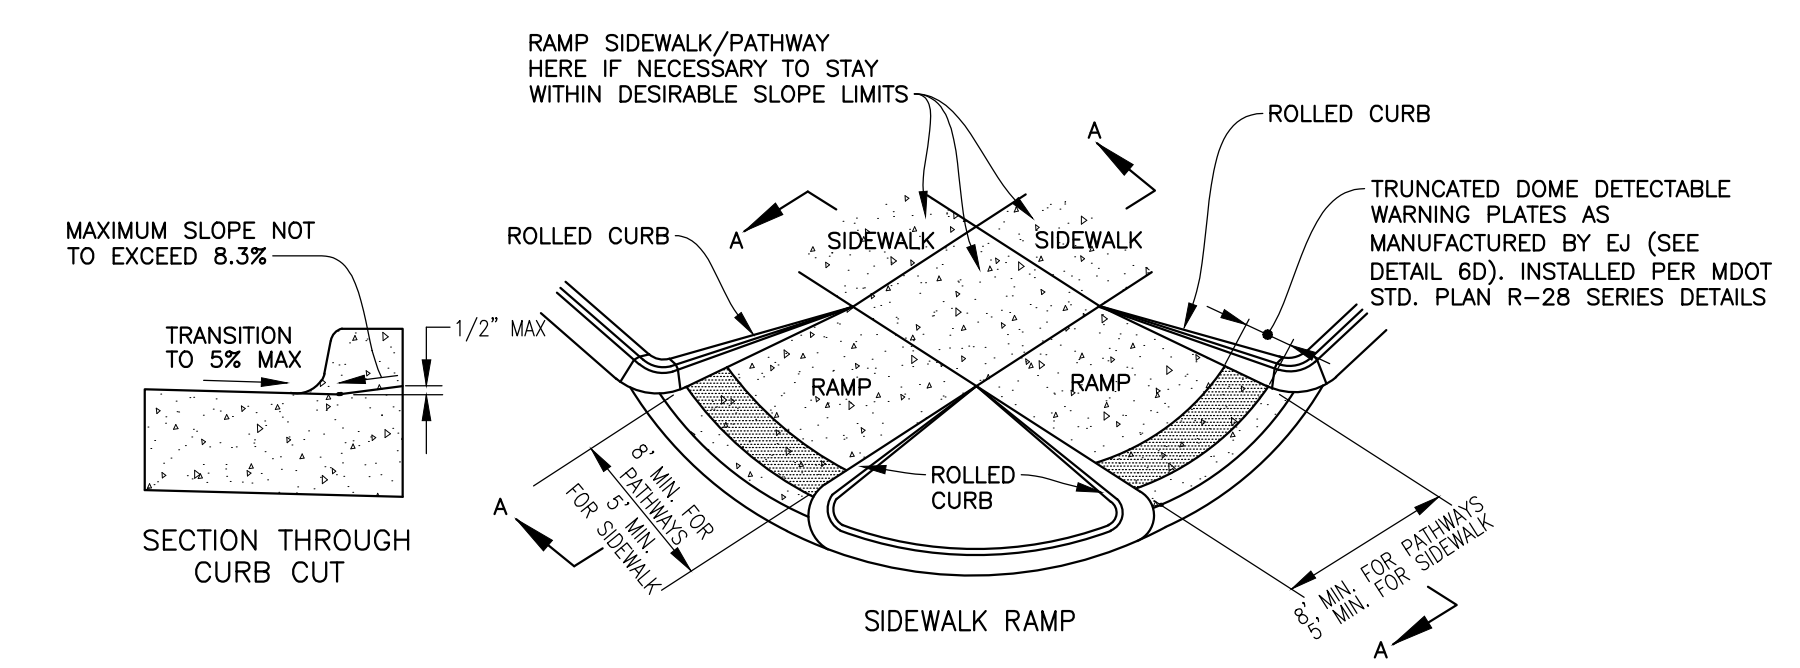 RAMP SIDEWALK/PATHWAY
HERE IF NECESSARY TO STAY
WITHIN DESIRABLE SLOPE LIMITS
ROLLED CURB
A
TRUNCATED DOME DETECTABLE
WARNING PLATES AS
MANUFACTURED BY EJ (SEE
DETAIL 6D). INSTALLED PER MDOT
STD. PLAN R-28 SERIES DETAILS
MAXIMUM SLOPE NOT
TO EXCEED 8.3%
ROLLED CURB
A
SIDEWALK
SIDEWALK
TRANSITION
TO 5% MAX
1/2" MAX
RAMP
RAMP
ROLLED
CURB
8' MIN. FOR
PATHWAYS
5' MIN.
FOR SIDEWALK
8' MIN. FOR PATHWAYS
5' MIN. FOR SIDEWALK
A
A
SECTION THROUGH
CURB CUT
SIDEWALK RAMP